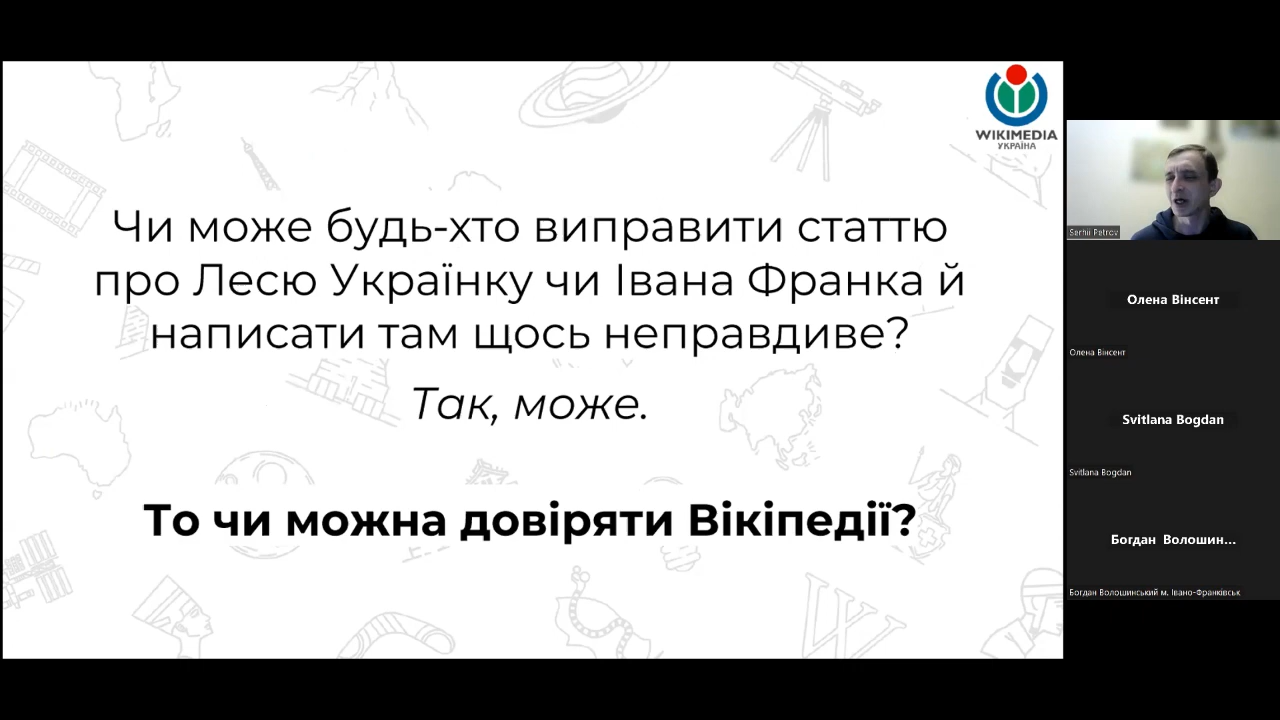 WIKIMEDIA
УКРАЇНА
Чи може будь-хто виправити статтю
про Лесю Українку чи Івана Франка й
написати там щось неправдиве?
Так, може.
То чи можна довіряти Вікіпедії?
Serhii Petrov
Олена Вінсент
Олена Вінсент
Svitlana Bogdan
Svitlana Bogdan
Богдан Волошин...
Богдан Волошинський м. Івано-Франківськ